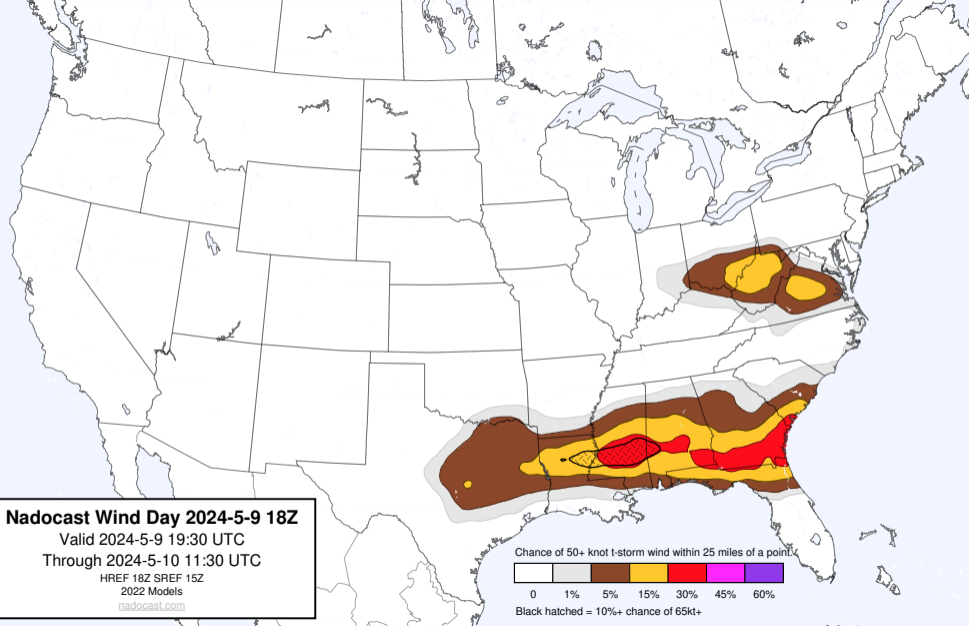 Nadocast Wind Day 2024-5-9 18Z
Valid 2024-5-9 19:30 UTC
Through 2024-5-10 11:30 UTC
HREF 18Z SREF 15Z
2022 Models
nadocast.com
Chance of 50+ knot t-storm wind within 25 miles of a point.
0 1% 5% 15% 30% 45% 60%
Black hatched = 10%+ chance of 65kt+